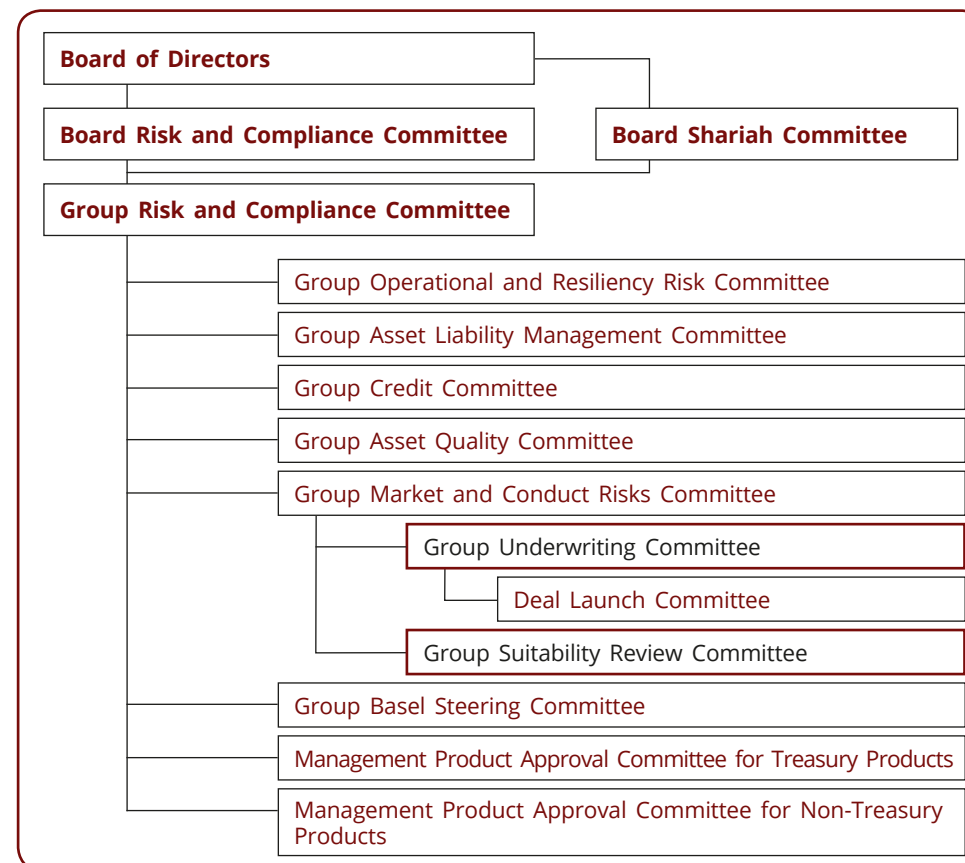 Board of Directors
Board Risk and Compliance Committee
Board Shariah Committee
Group Risk and Compliance Committee
Group Operational and Resiliency Risk Committee
Group Asset Liability Management Committee
Group Credit Committee
Group Asset Quality Committee
Group Market and Conduct Risks Committee
Group Underwriting Committee
Deal Launch Committee
Group Suitability Review Committee
Group Basel Steering Committee
Management Product Approval Committee for Treasury Products
Management Product Approval Committee for Non-Treasury
Products